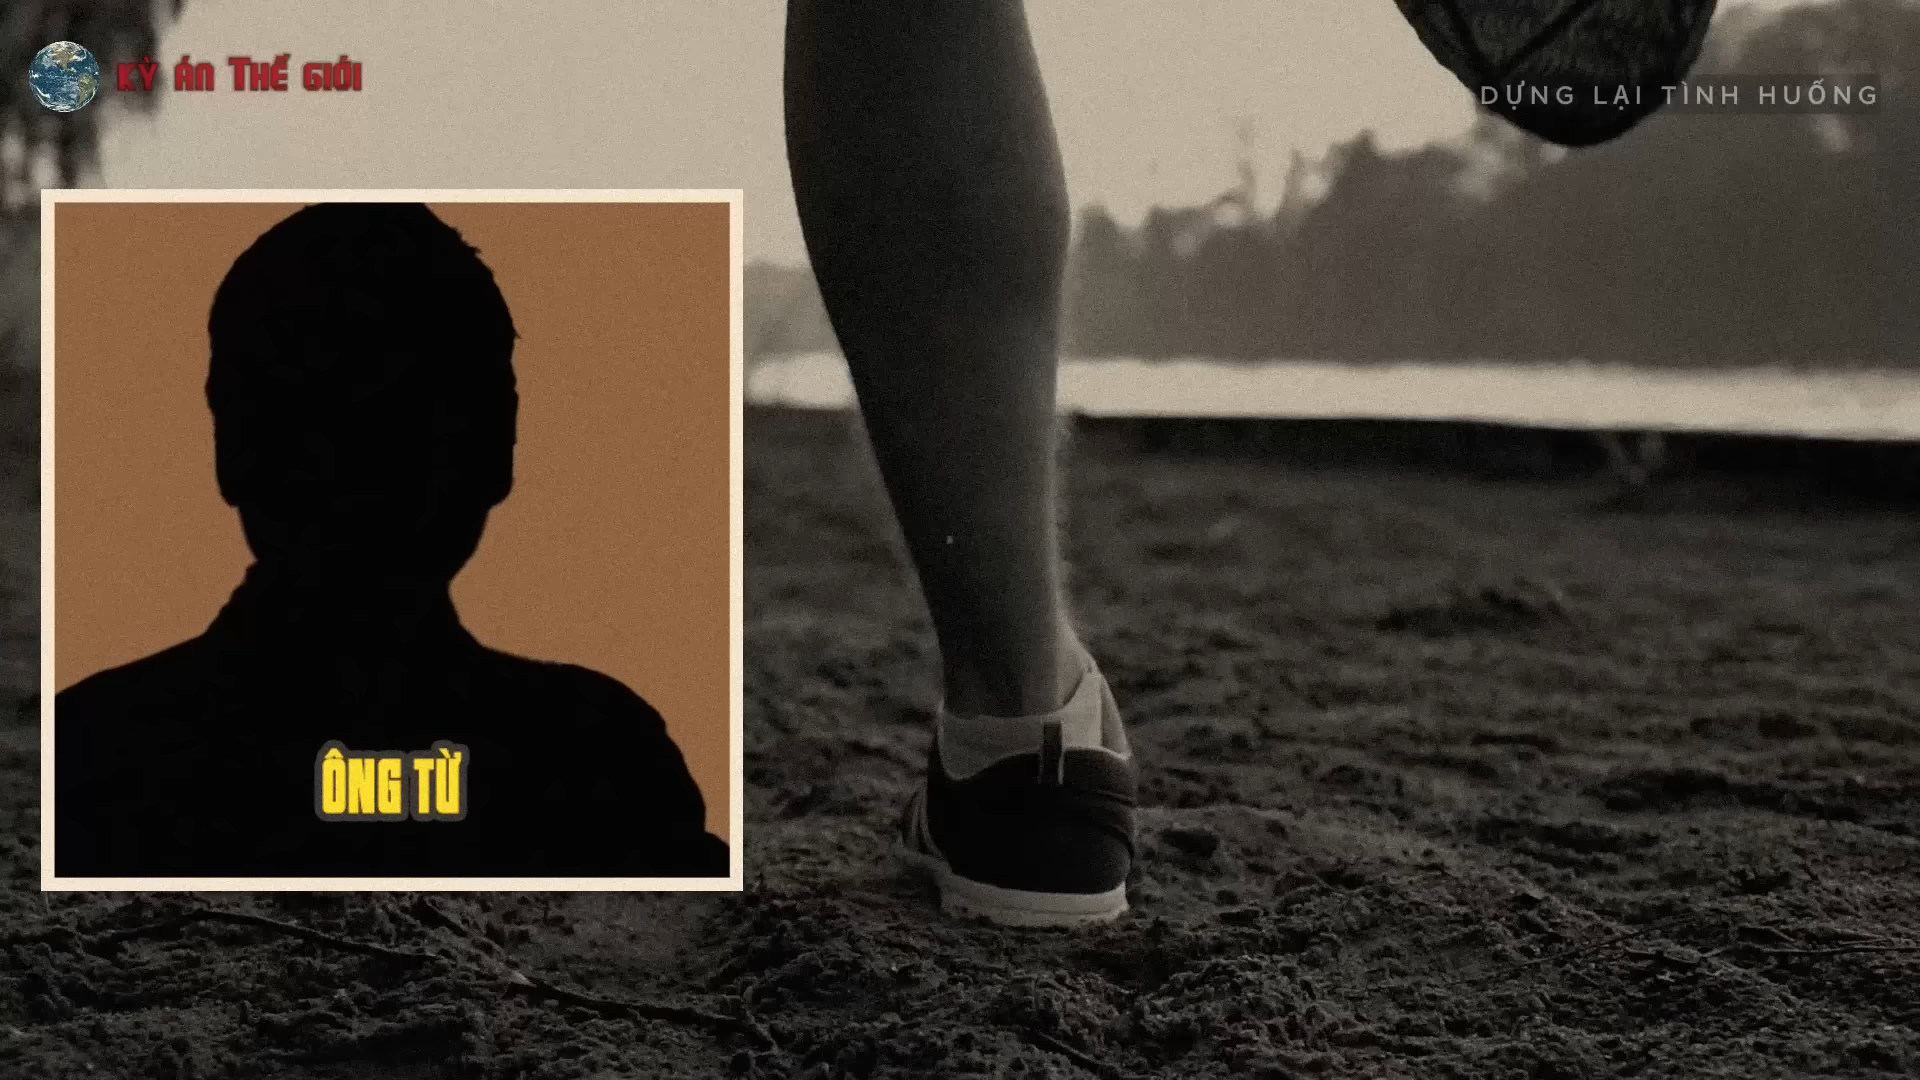 KỲ ÁN THẾ GIỚI
DỰNG LẠI TÌNH HUỐNG
ÔNG TỪ